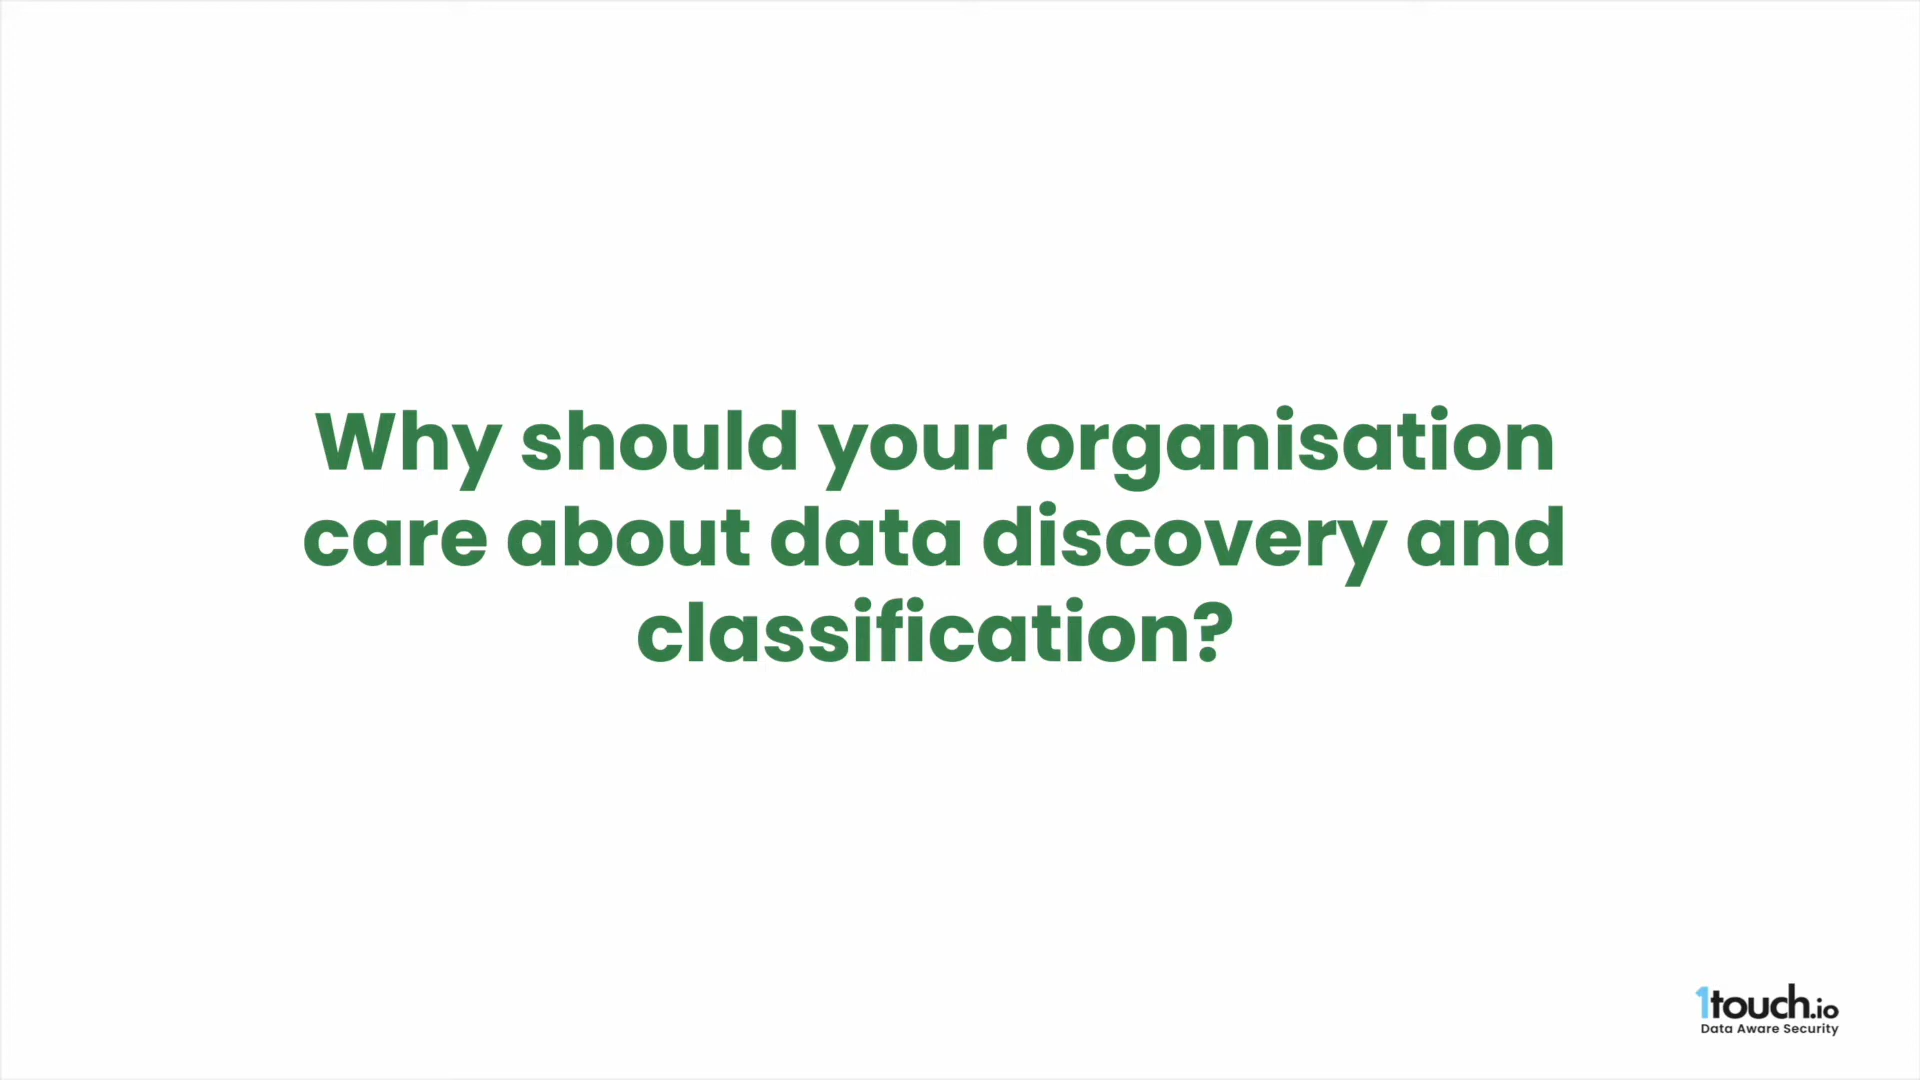 Why should your organisation
care about data discovery and
classification?
1touch.io
Data Aware Security